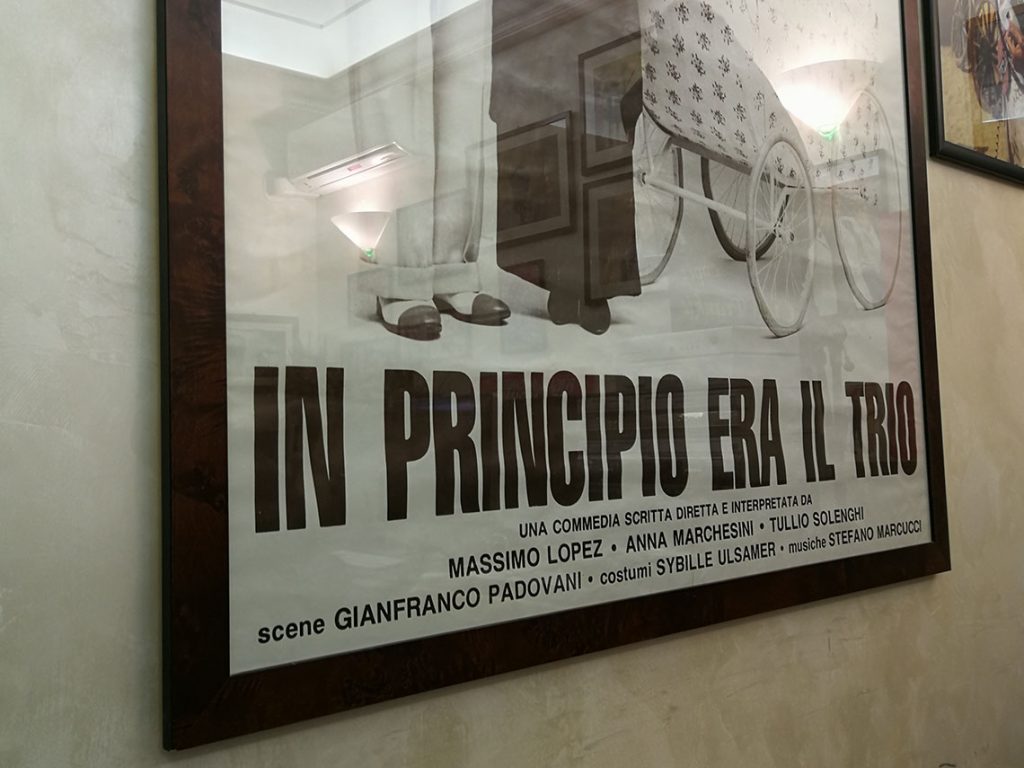 IN PRINCIPIO ERA IL TRIO
UNA COMMEDIA SCRITTA DIRETTA E INTERPRETATA DA
MASSIMO LOPEZ • ANNA MARCHESINI • TULLIO SOLENGHI
scene GIANFRANCO PADOVANI • costumi SYBILLE ULSAMER • musiche STEFANO MARCUCCI